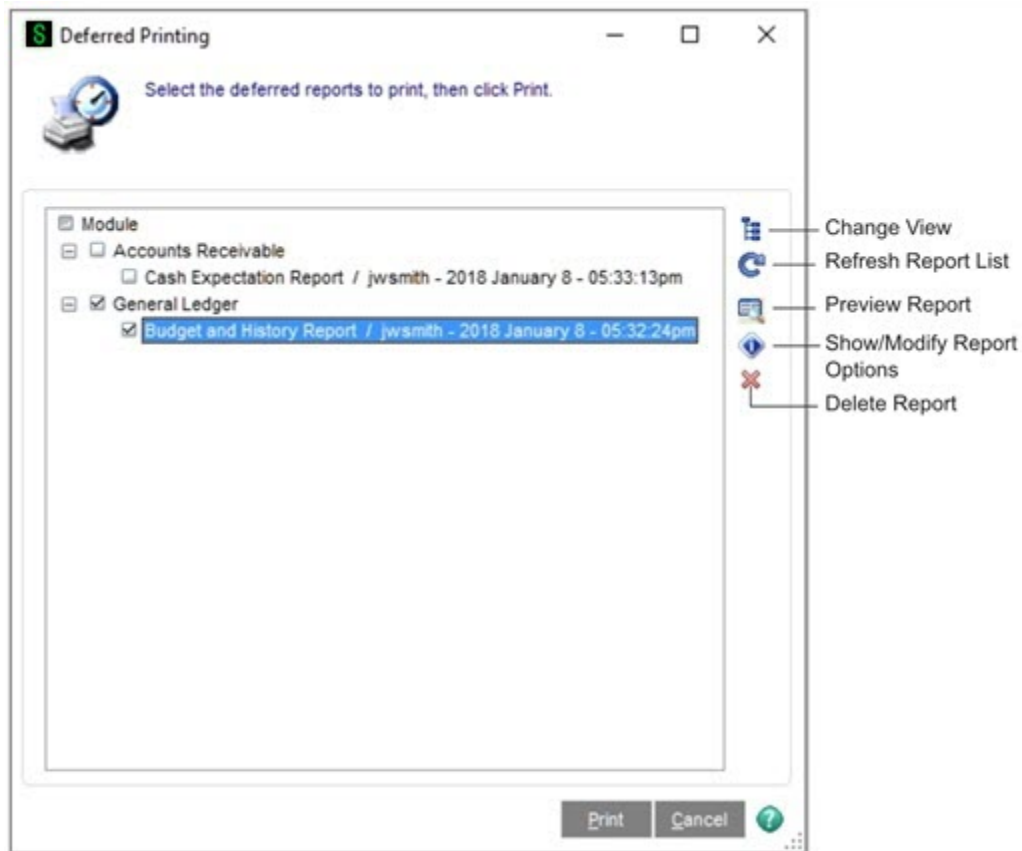 S Deferred Printing
Select the deferred reports to print, then click Print.
Module
Accounts Receivable
Cash Expectation Report / jwsmith - 2018 January 8 - 05:33:13pm
General Ledger
Budget and History Report / jwsmith - 2018 January 8 - 05:32:24pm
Change View
Refresh Report List
Preview Report
Show/Modify Report
Options
Delete Report
Print Cancel ?